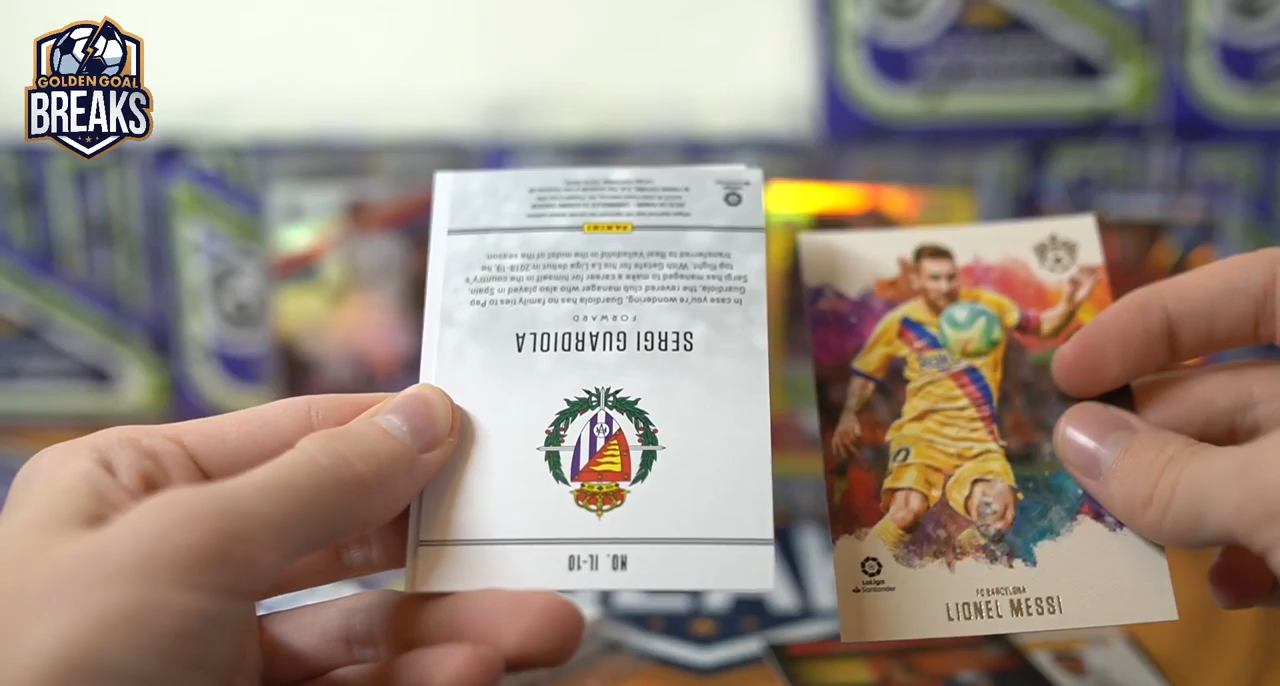 GOLDEN GOAL
BREAKS
NO. IL-10
SERGI GUARDIOLA
FORWARD
In case you're wondering, Guardiola has no family ties to Pep
Guardiola, the revered club manager who also played in Spain.
Sergi has managed to make a career for himself in the country's
top flight. With Getafe for his La Liga debut in 2018-19, he
transferred to Real Valladolid in the midst of the season.
PANINI
LaLiga
Santander
FC BARCELONA
LIONEL MESSI